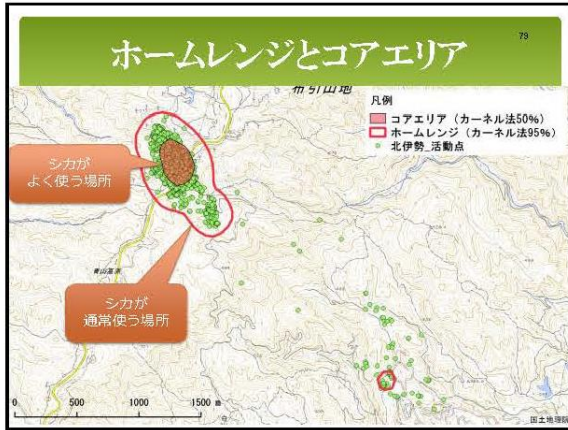 79
ホームレンジとコアエリア
布引山地
凡例
コアエリア（カーネル法50%）
ホームレンジ（カーネル法95%）
北伊勢_活動点
シカが
よく使う場所
青山高原
シカが
通常使う場所
0 500 1000 1500 m
国土地理院